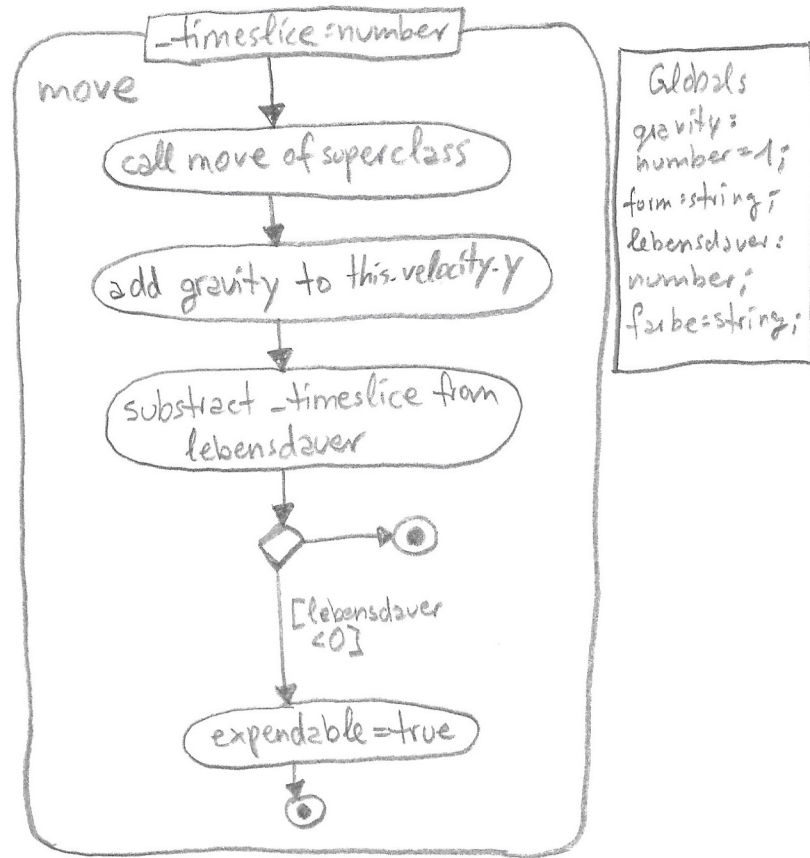 _timeslice:number
move
call move of superclass
add gravity to this.velocity.y
substract _timeslice from
lebensdauer
[lebensdauer
<0]
expendable=true
Globals
gravity:
number=1;
form:string;
lebensdauer:
number;
farbe:string;